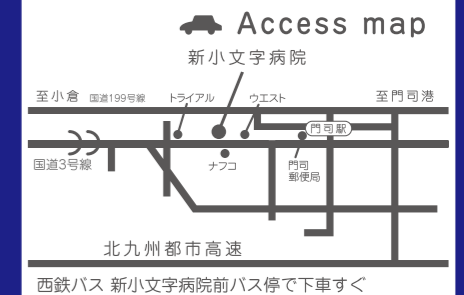 Access map
新小文字病院
至小倉 国道199号線 トライアル ウエスト 至門司港
門司駅
国道3号線 ナフコ 門司
郵便局
北九州都市高速
西鉄バス 新小文字病院前バス停で下車すぐ